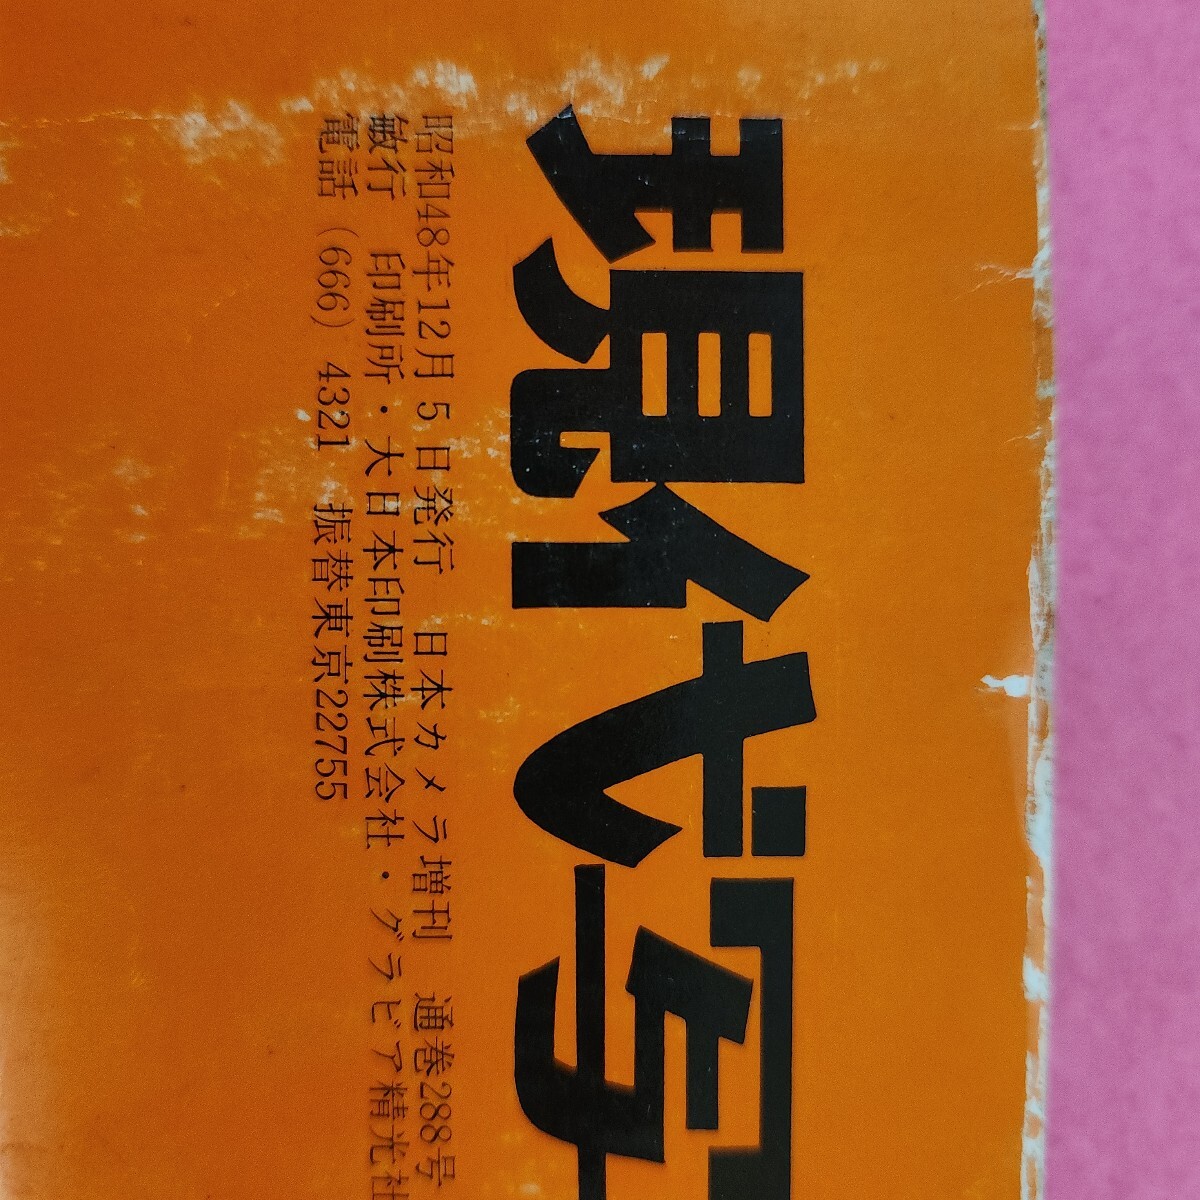 現代写
昭和48年12月5日発行 日本カメラ増刊 通巻288号
敏行 印刷所・大日本印刷株式会社・グラビア精光社
電話(666)4321 振替東京22755